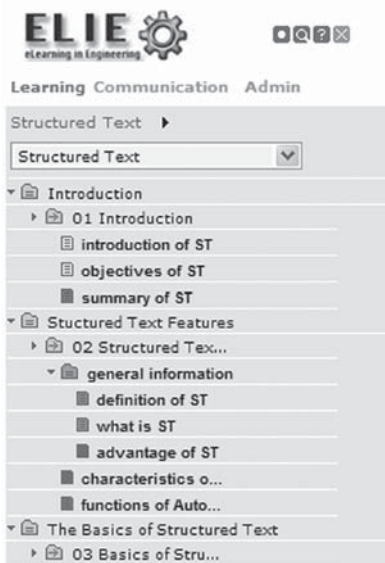 ELIE
eLearning in Engineering
Learning Communication Admin
Structured Text
Structured Text
Introduction
01 Introduction
introduction of ST
objectives of ST
summary of ST
Stuctured Text Features
02 Structured Tex...
general information
definition of ST
what is ST
advantage of ST
characteristics o...
functions of Auto...
The Basics of Structured Text
03 Basics of Stru...